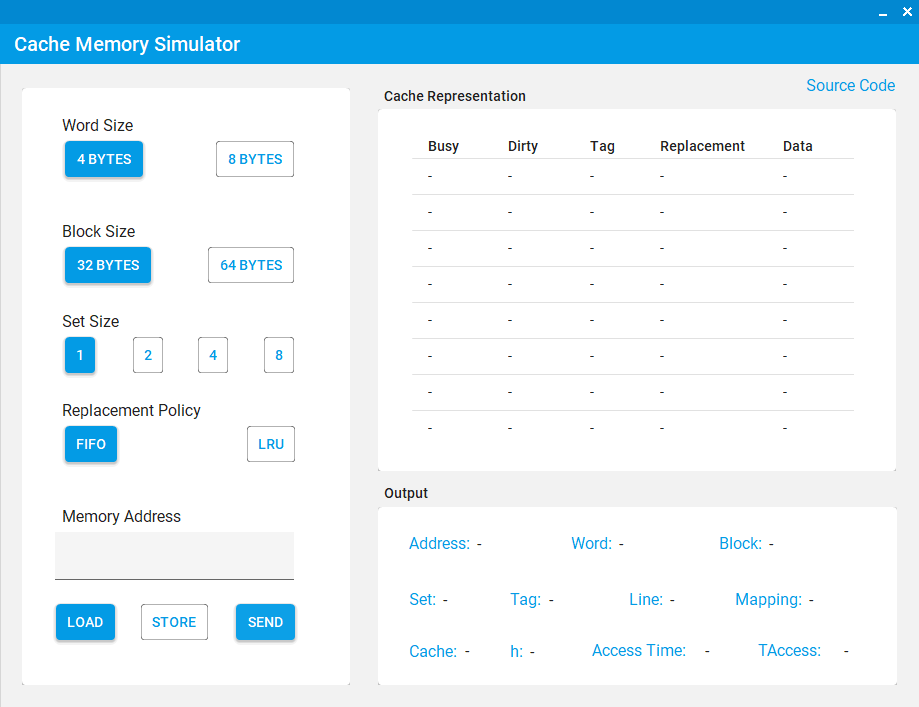 Cache Memory Simulator
Source Code
Word Size
4 BYTES 8 BYTES
Block Size
32 BYTES 64 BYTES
Set Size
1 2 4 8
Replacement Policy
FIFO LRU
Memory Address
LOAD STORE SEND
Cache Representation
Busy Dirty Tag Replacement Data
- - - - -
- - - - -
- - - - -
- - - - -
- - - - -
- - - - -
- - - - -
- - - - -
Output
Address: - Word: - Block: -
Set: - Tag: - Line: - Mapping: -
Cache: - h: - Access Time: - TAccess: -